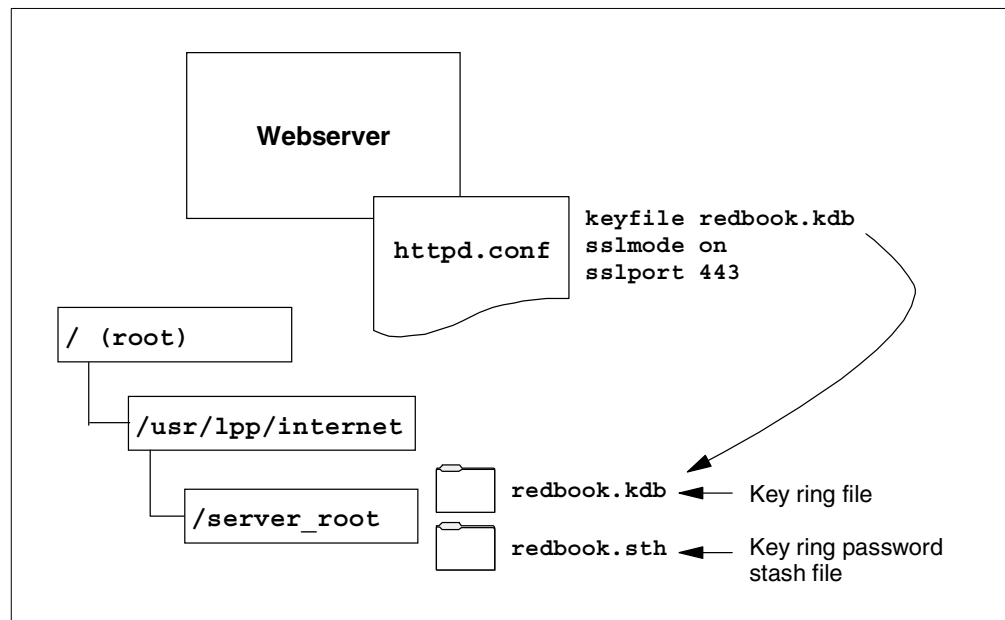 Webserver
httpd.conf
keyfile redbook.kdb
sslmode on
sslport 443
/ (root)
/usr/lpp/internet
/server_root
redbook.kdb
Key ring file
redbook.sth
Key ring password
stash file